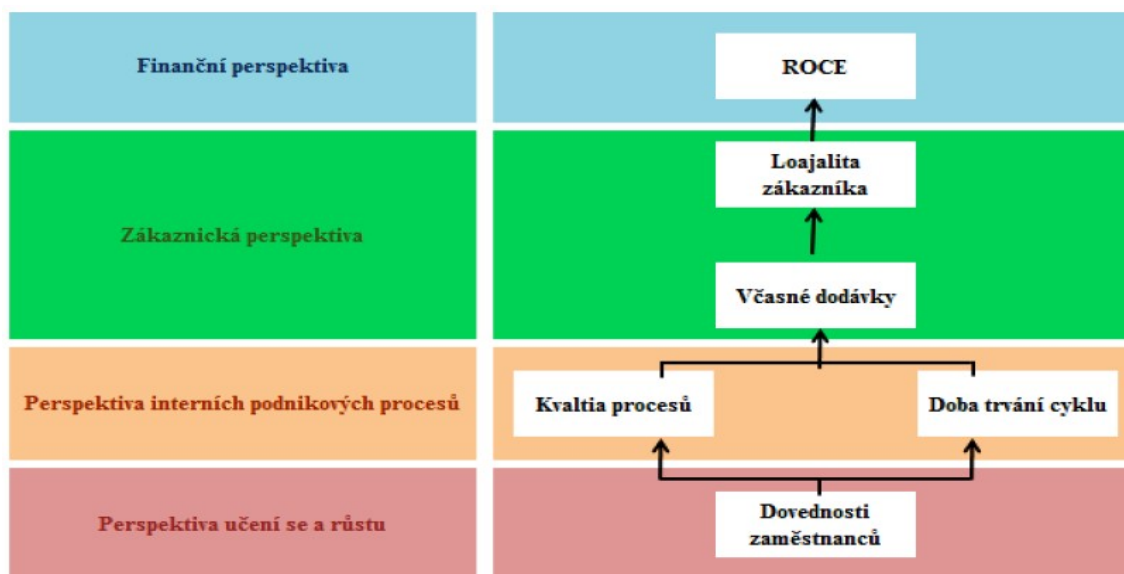 Finanční perspektiva
ROCE
Zákaznická perspektiva
Loajalita
zákazníka
Včasné dodávky
Perspektiva interních podnikových procesů
Kvaltia procesů
Doba trvání cyklu
Perspektiva učení se a růstu
Dovednosti
zaměstnanců